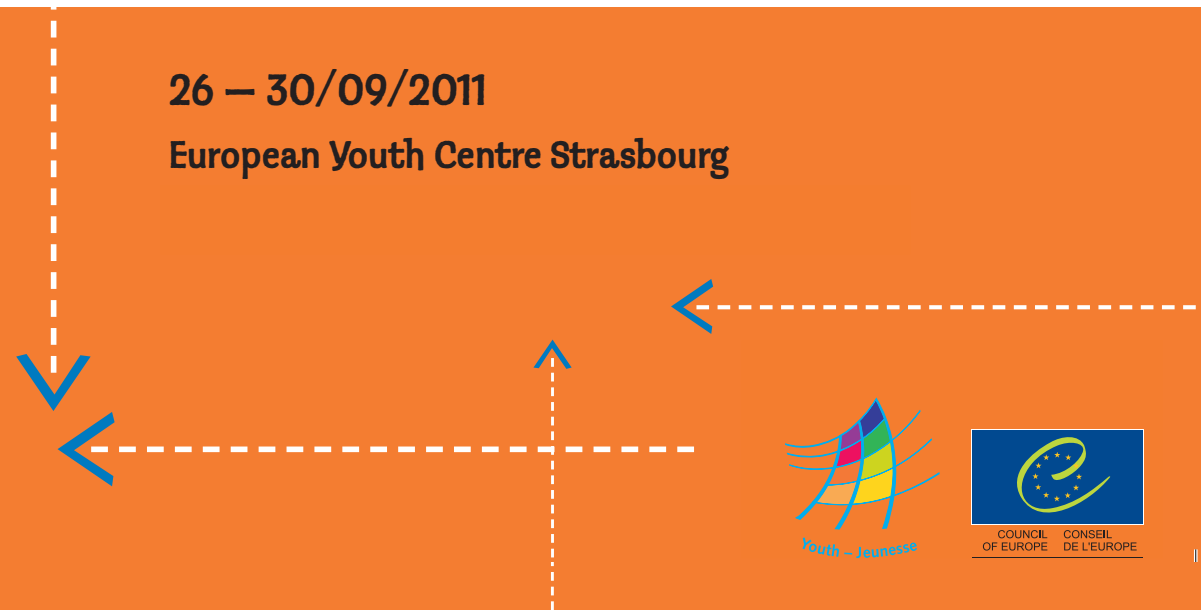 26 – 30/09/2011
European Youth Centre Strasbourg
Youth – Jeunesse
COUNCIL CONSEIL
OF EUROPE DE L'EUROPE